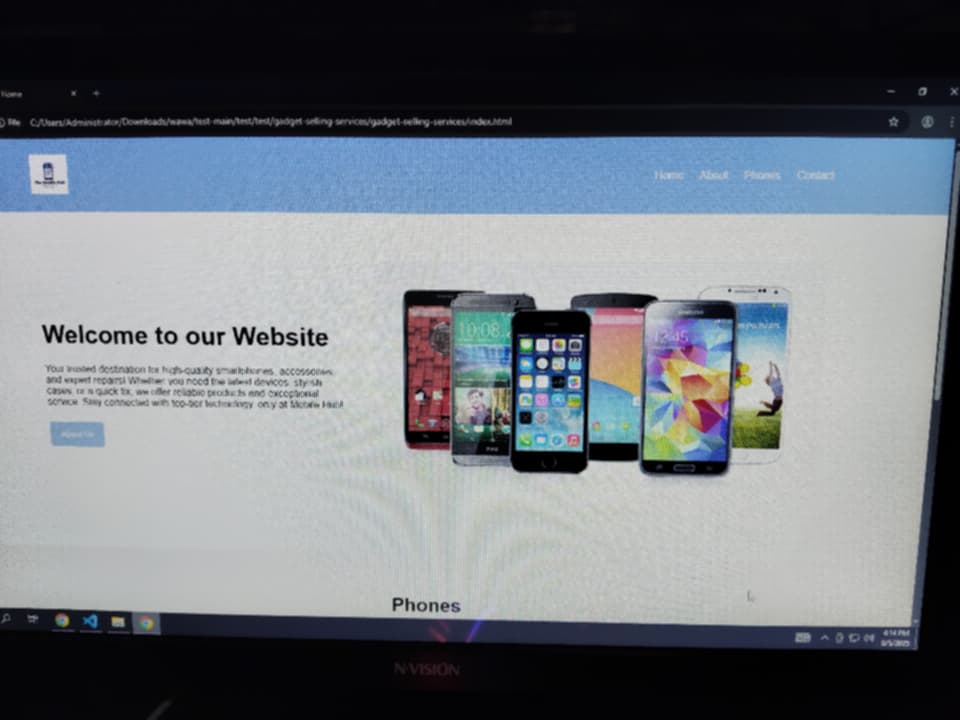 Home
File C:/Users/Administrator/Downloads/wawa/test-main/test/test/gadget-selling-services/gadget-selling-services/index.html
Home About Phones Contact
Welcome to our Website
Your trusted destination for high-quality smartphones, accessories,
and expert repairs! Whether you need the latest devices, stylish
cases, or a quick fix, we offer reliable products and exceptional
service. Stay connected with top-tier technology, only at Mobile Hub!
About Us
10:08
12:45
SAMSUNG
hTC
Phones
4:14 PM
N-VISION